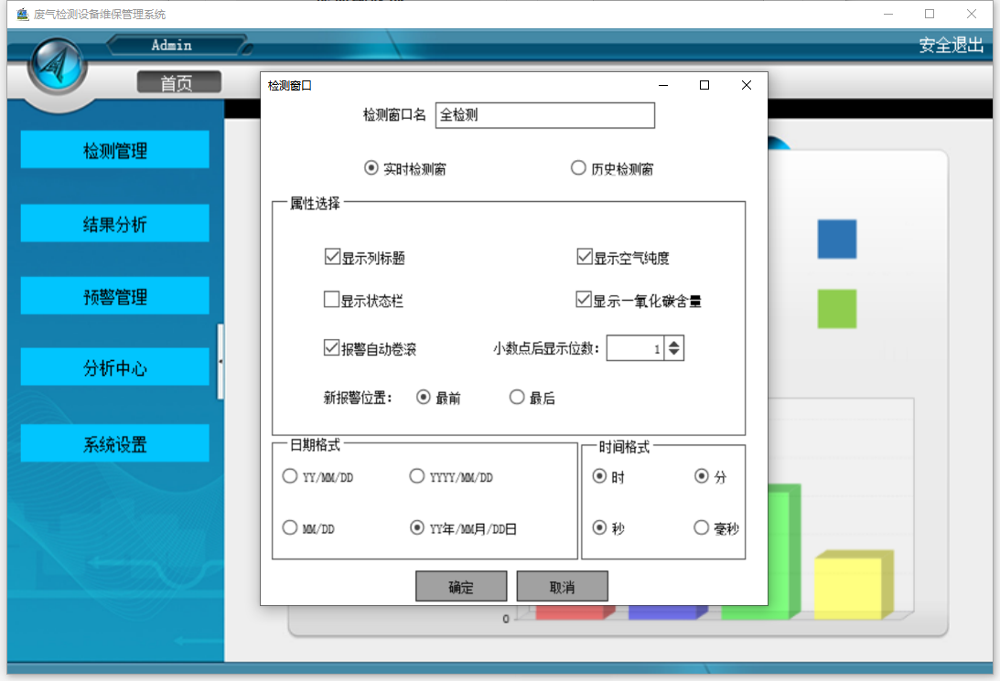 废气检测设备维保管理系统
Admin
安全退出
首页
检测管理
结果分析
预警管理
分析中心
系统设置
检测窗口
检测窗口名 全检测
实时检测窗 历史检测窗
属性选择
显示列标题 显示空气纯度
显示状态栏 显示一氧化碳含量
报警自动卷滚 小数点后显示位数: 1
新报警位置: 最前 最后
日期格式 时间格式
YY/MM/DD YYYY/MM/DD 时 分
MM/DD YY年/MM月/DD日 秒 毫秒
确定 取消
0